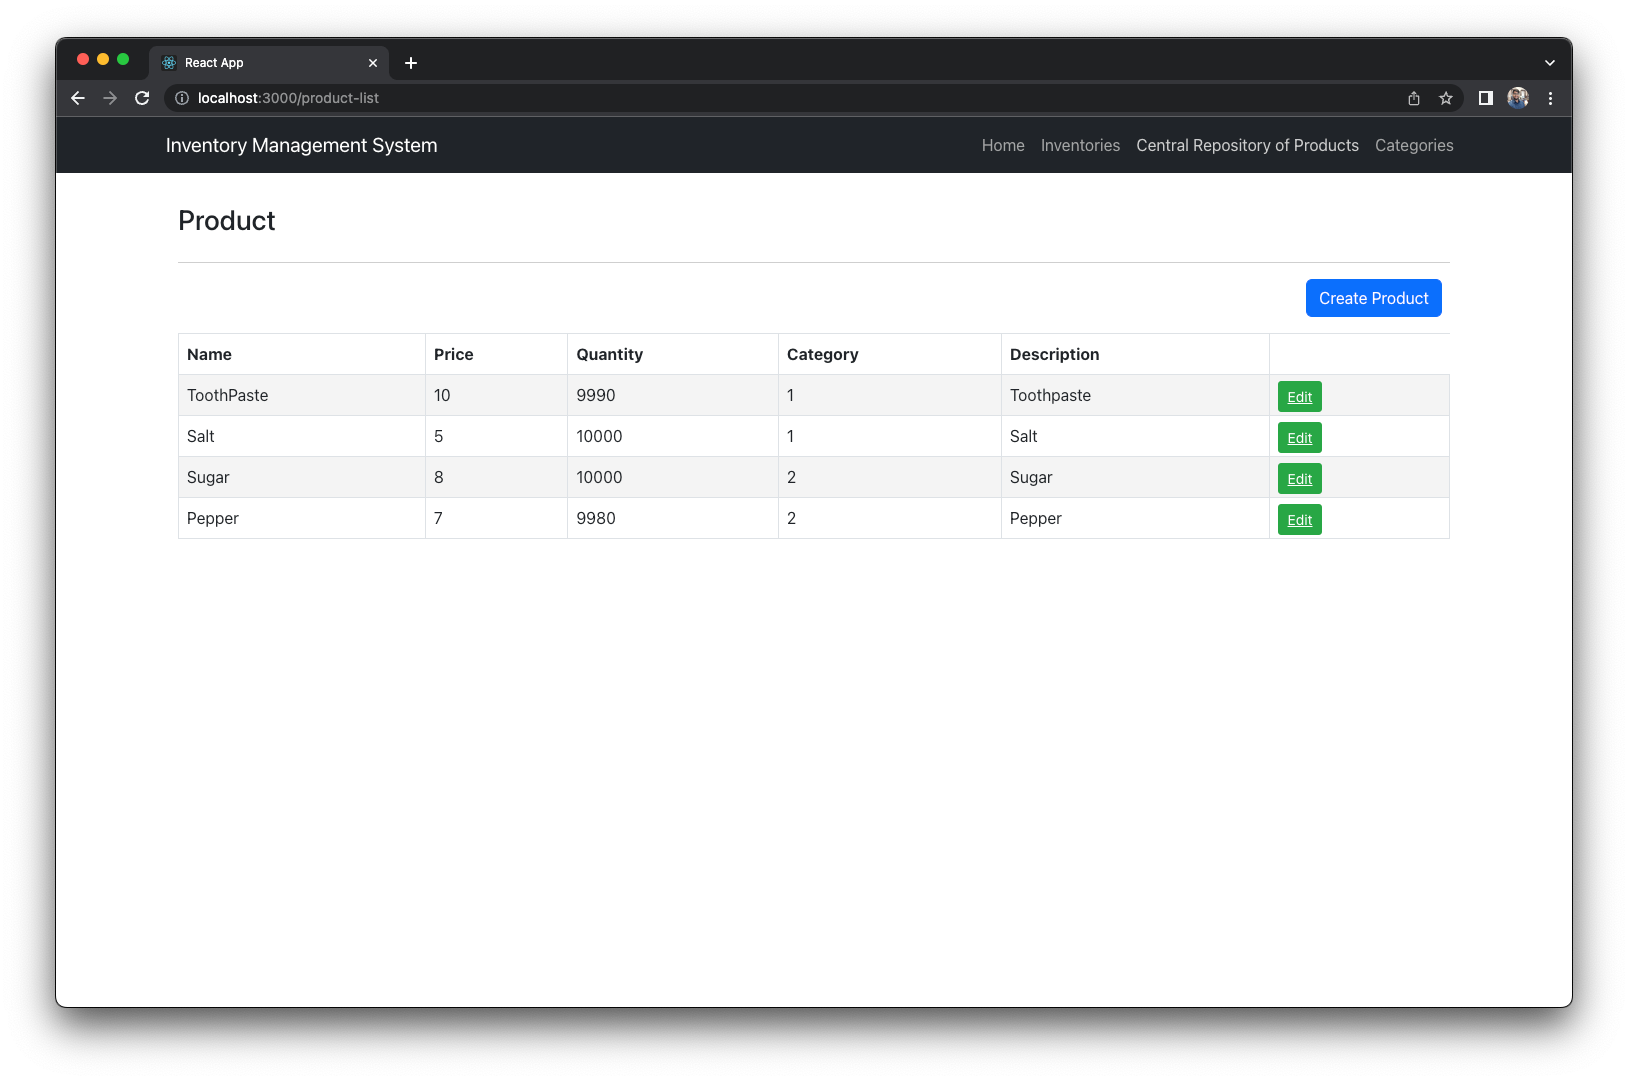 React App
localhost:3000/product-list
Inventory Management System Home Inventories Central Repository of Products Categories
Product
Create Product
Name Price Quantity Category Description
ToothPaste 10 9990 1 Toothpaste Edit
Salt 5 10000 1 Salt Edit
Sugar 8 10000 2 Sugar Edit
Pepper 7 9980 2 Pepper Edit